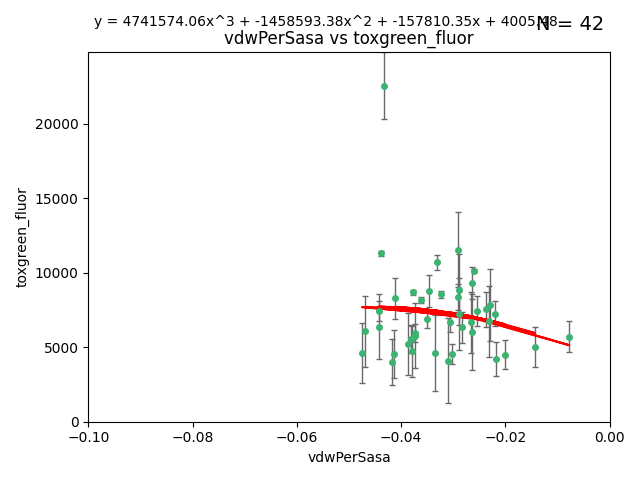 y = 4741574.06x^3 + -1458593.38x^2 + -157810.35x + 4005.
N = 42
vdwPerSasa vs toxgreen_fluor
20000
15000
10000
5000
0
toxgreen_fluor
−0.10 −0.08 −0.06 −0.04 −0.02 0.00
vdwPerSasa